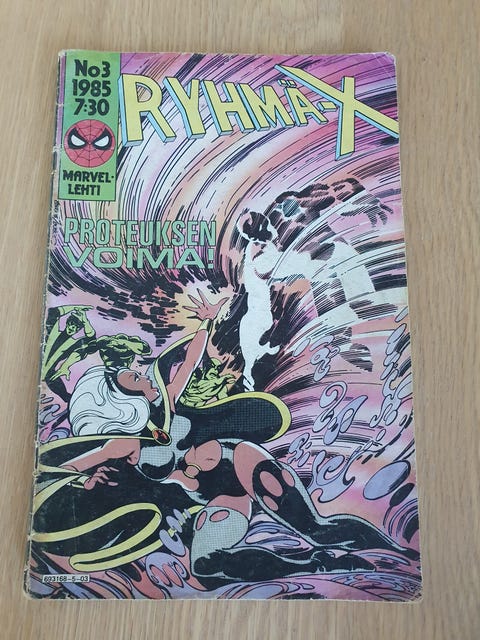 No3
1985
7:30
MARVEL-
LEHTI
RYHMÄ-X
PROTEUKSEN
VOIMA!
693168-5-03